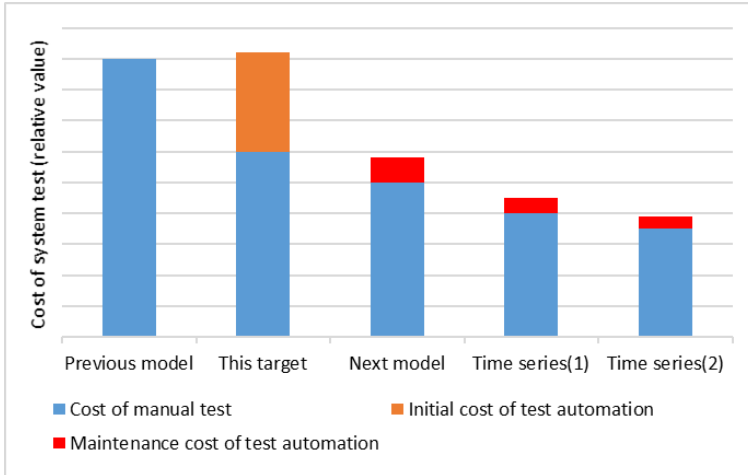 Cost of system test (relative value)
Previous model
This target
Next model
Time series(1)
Time series(2)
Cost of manual test
Initial cost of test automation
Maintenance cost of test automation